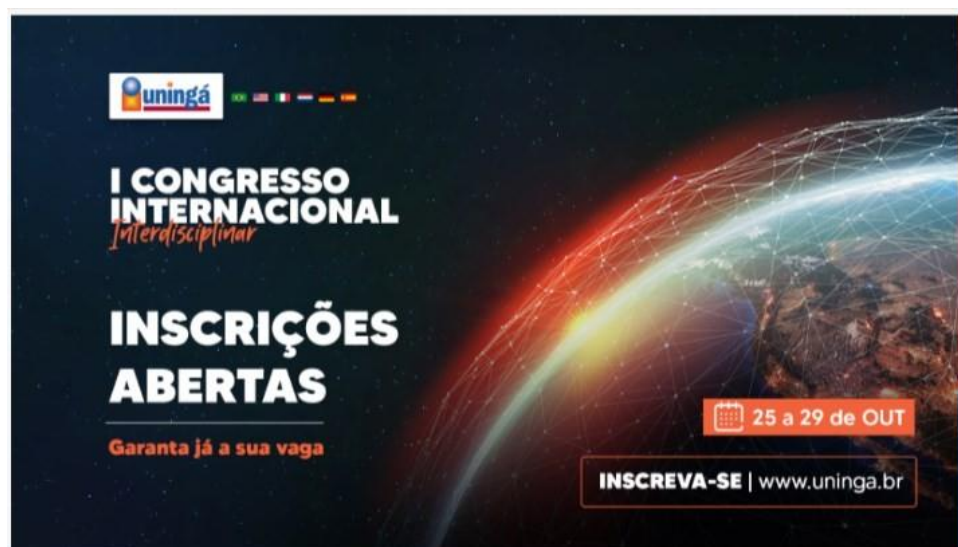 uningá
I CONGRESSO
INTERNACIONAL
Interdisciplinar
INSCRIÇÕES
ABERTAS
Garanta já a sua vaga
25 a 29 de OUT
INSCREVA-SE | www.uninga.br